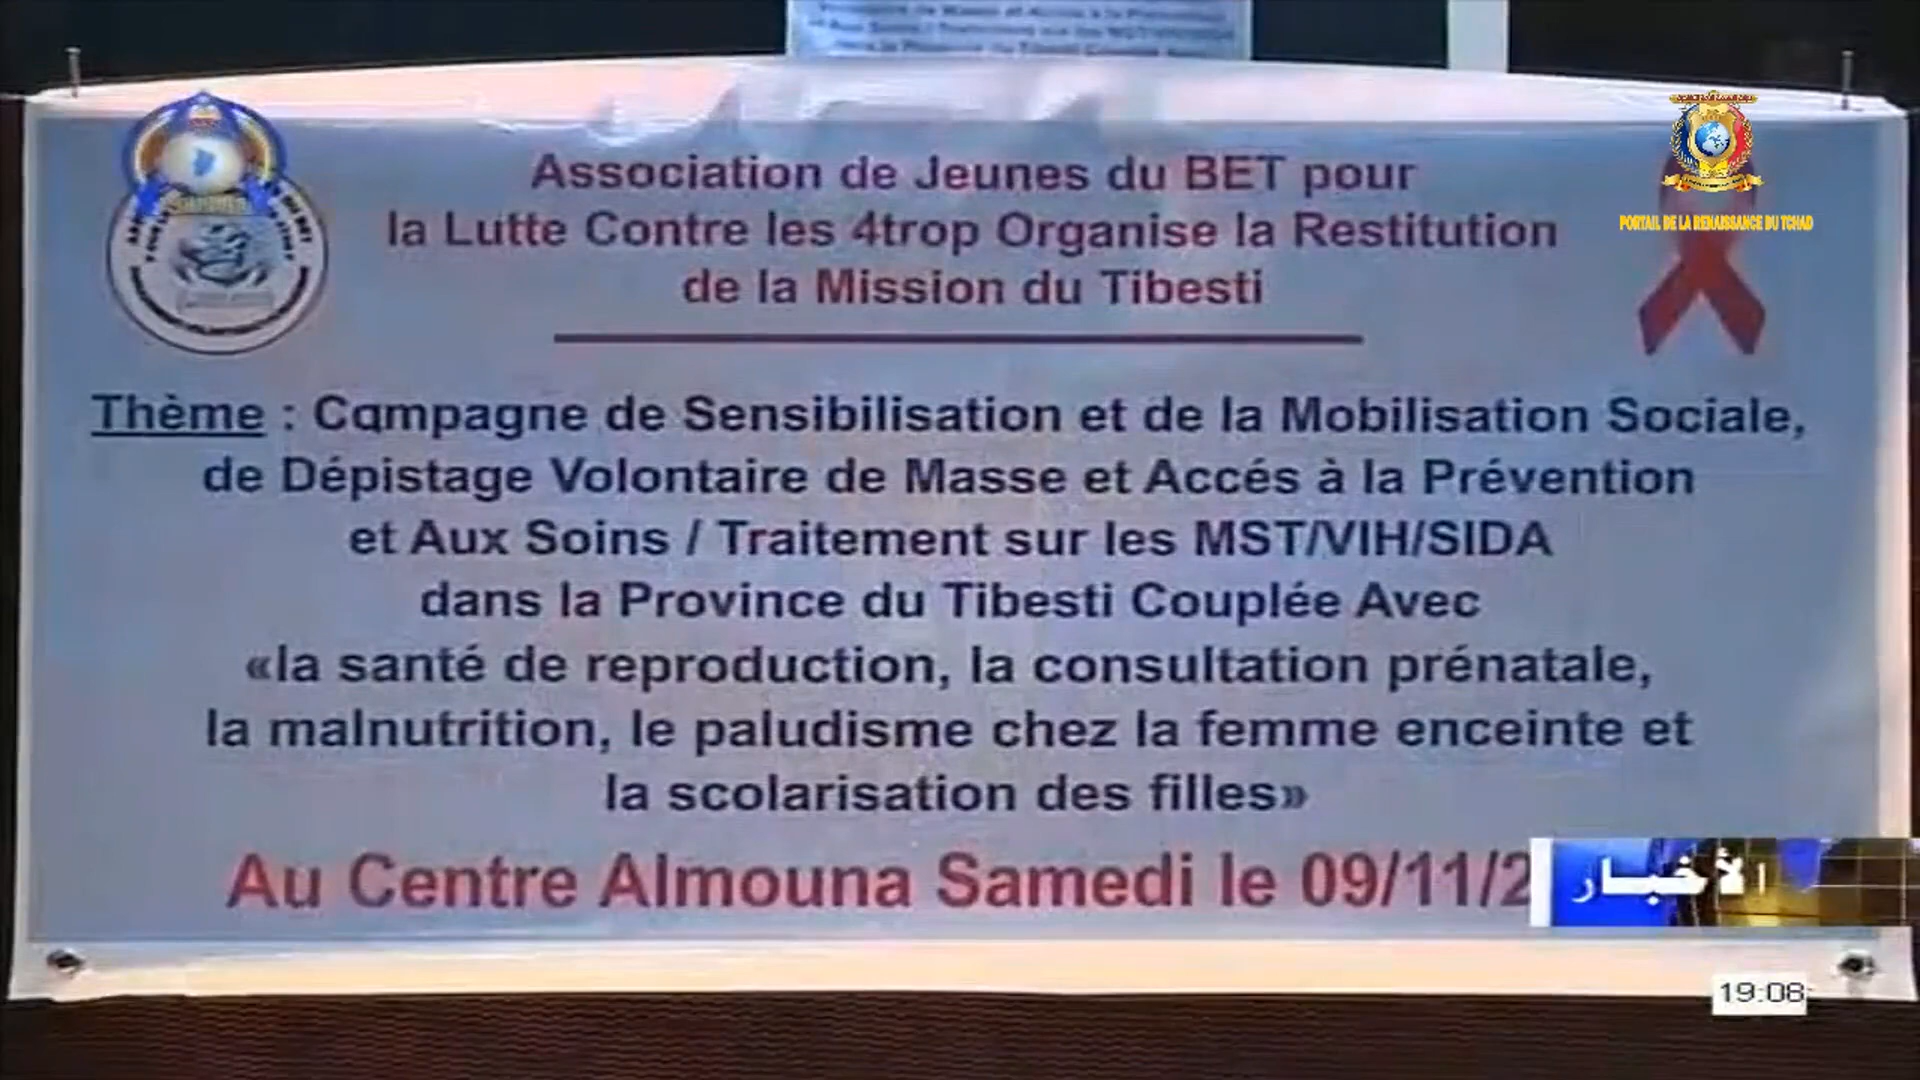 Association de Jeunes du BET pour
la Lutte Contre les 4trop Organise la Restitution
de la Mission du Tibesti
PORTAIL DE LA RENAISSANCE DU TCHAD
Thème : Campagne de Sensibilisation et de la Mobilisation Sociale,
de Dépistage Volontaire de Masse et Accés à la Prévention
et Aux Soins / Traitement sur les MST/VIH/SIDA
dans la Province du Tibesti Couplée Avec
«la santé de reproduction, la consultation prénatale,
la malnutrition, le paludisme chez la femme enceinte et
la scolarisation des filles»
Au Centre Almouna Samedi le 09/11/2
الأخبار
19:08